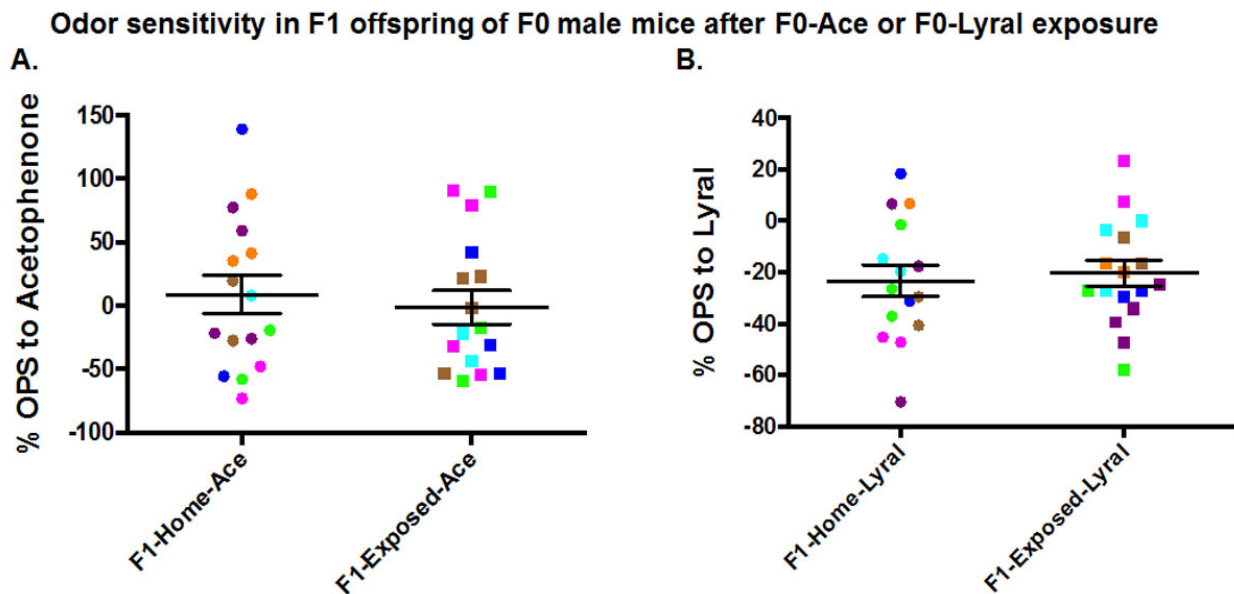 Odor sensitivity in F1 offspring of F0 male mice after F0-Ace or F0-Lyral exposure
A.
% OPS to Acetophenone
150
100
50
0
-50
-100
F1-Home-Ace
F1-Exposed-Ace
B.
% OPS to Lyral
40
20
0
-20
-40
-60
-80
F1-Home-Lyral
F1-Exposed-Lyral